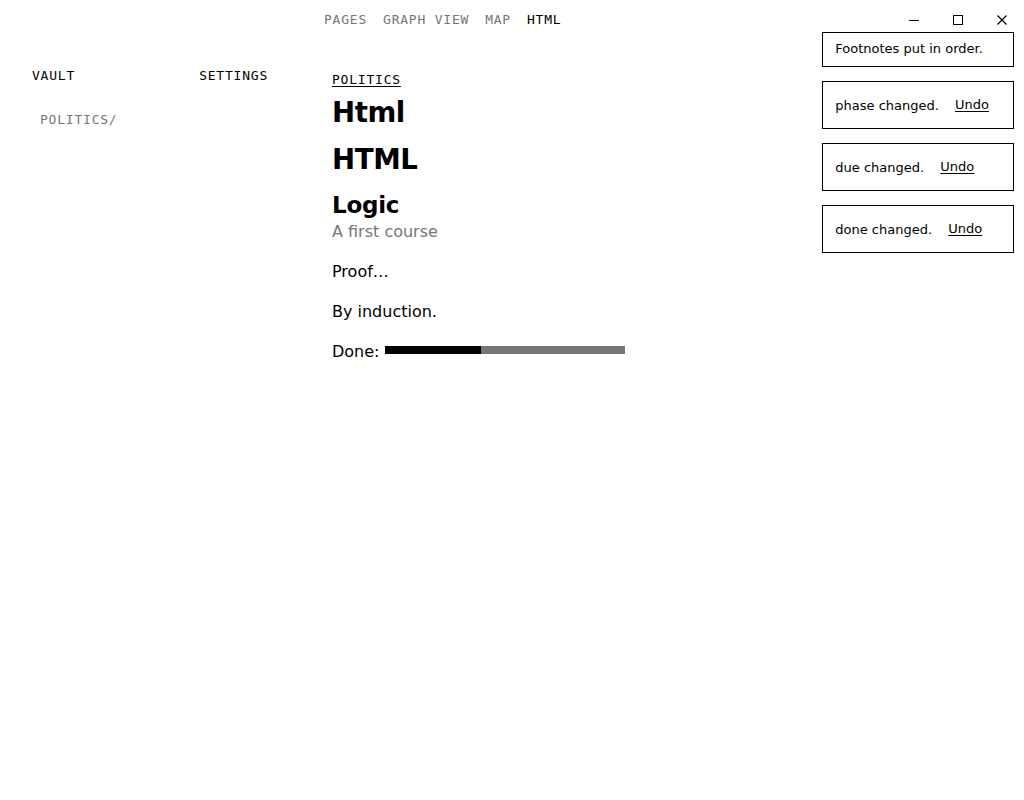 PAGES GRAPH VIEW MAP HTML
VAULT SETTINGS
POLITICS/
POLITICS
Html
HTML
Logic
A first course
Proof…
By induction.
Done:
Footnotes put in order.
phase changed. Undo
due changed. Undo
done changed. Undo